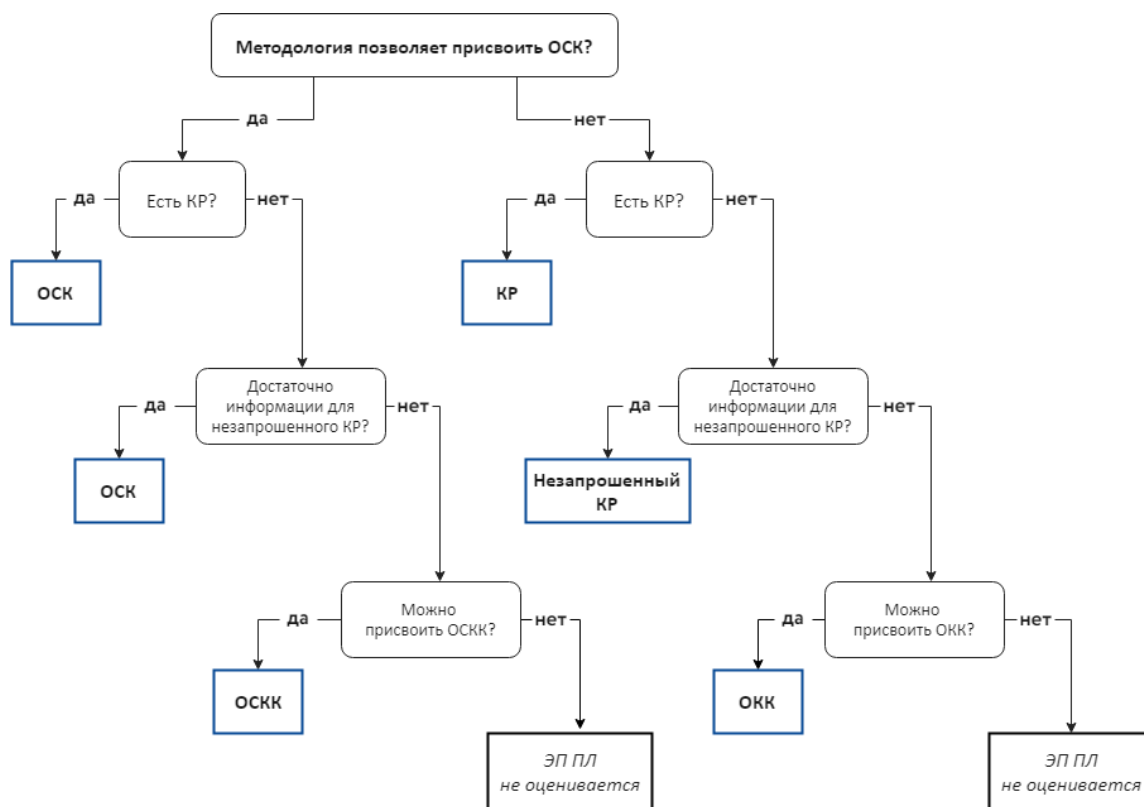 Методология позволяет присвоить ОСК?
да
нет
да
Есть КР?
нет
да
Есть КР?
нет
ОСК
КР
да
Достаточно
информации для
незапрошенного КР?
нет
да
Достаточно
информации для
незапрошенного КР?
нет
ОСК
Незапрошенный
КР
да
Можно
присвоить ОСКК?
нет
да
Можно
присвоить ОКК?
нет
ОСКК
ОКК
ЭП ПЛ
не оценивается
ЭП ПЛ
не оценивается